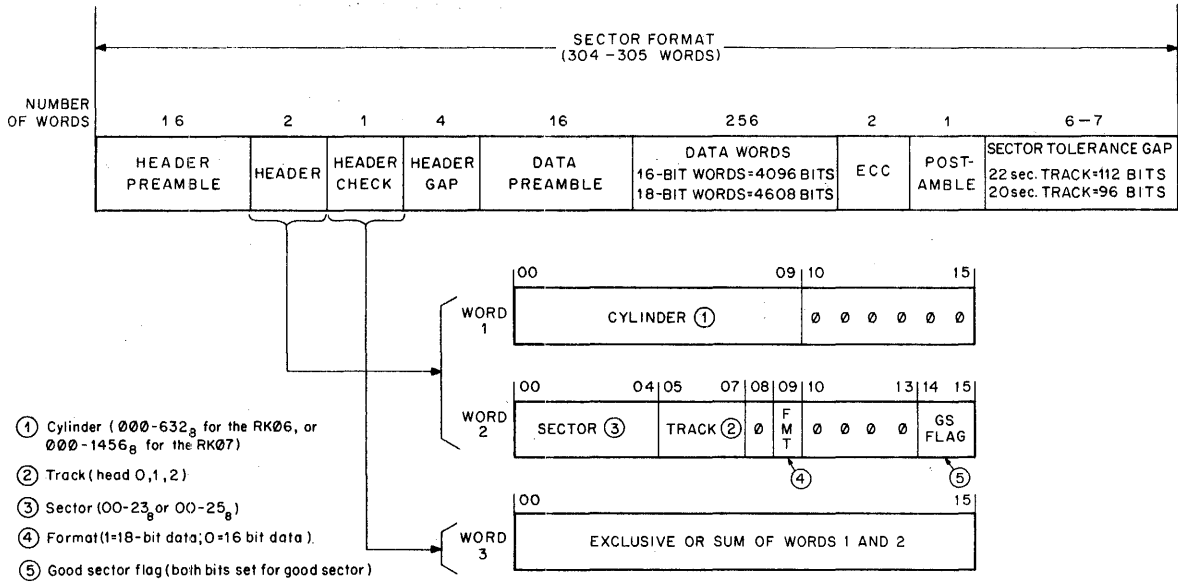 SECTOR FORMAT
(304-305 WORDS)
NUMBER
OF WORDS
16 2 1 4 16 256 2 1 6-7
HEADER
PREAMBLE
HEADER
HEADER
CHECK
HEADER
GAP
DATA
PREAMBLE
DATA WORDS
16-BIT WORDS=4096 BITS
18-BIT WORDS=4608 BITS
ECC
POST-
AMBLE
SECTOR TOLERANCE GAP
22 sec. TRACK=112 BITS
20 sec. TRACK=96 BITS
00 09 10 15
WORD
1
CYLINDER ① Ø Ø Ø Ø Ø Ø
00 04 05 07 08 09 10 13 14 15
WORD
2
SECTOR ③ TRACK ② Ø
F
M
T
Ø Ø Ø Ø
GS
FLAG
④ ⑤
00 15
WORD
3
EXCLUSIVE OR SUM OF WORDS 1 AND 2
① Cylinder (000-632₈ for the RKØ6, or
000-1456₈ for the RKØ7)
② Track (head 0,1,2)
③ Sector (00-23₈ or 00-25₈)
④ Format (1=18-bit data; 0=16 bit data).
⑤ Good sector flag (both bits set for good sector)